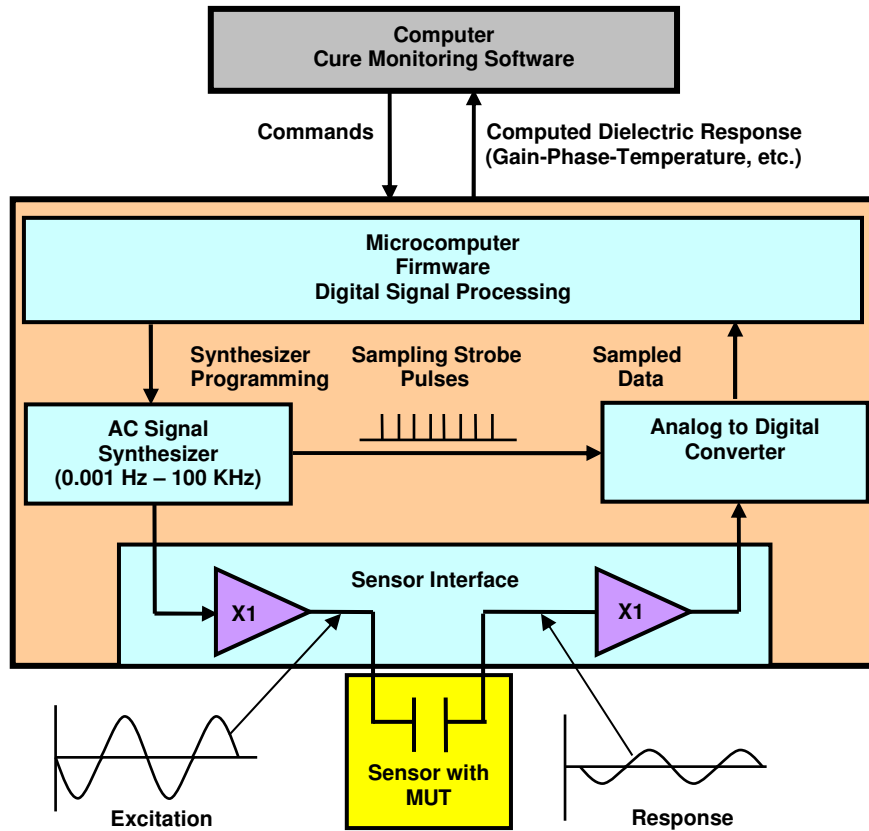 Computer
Cure Monitoring Software
Commands
Computed Dielectric Response
(Gain-Phase-Temperature, etc.)
Microcomputer
Firmware
Digital Signal Processing
Synthesizer
Programming
Sampling Strobe
Pulses
Sampled
Data
AC Signal
Synthesizer
(0.001 Hz – 100 KHz)
Analog to Digital
Converter
Sensor Interface
X1
X1
Sensor with
MUT
Excitation
Response